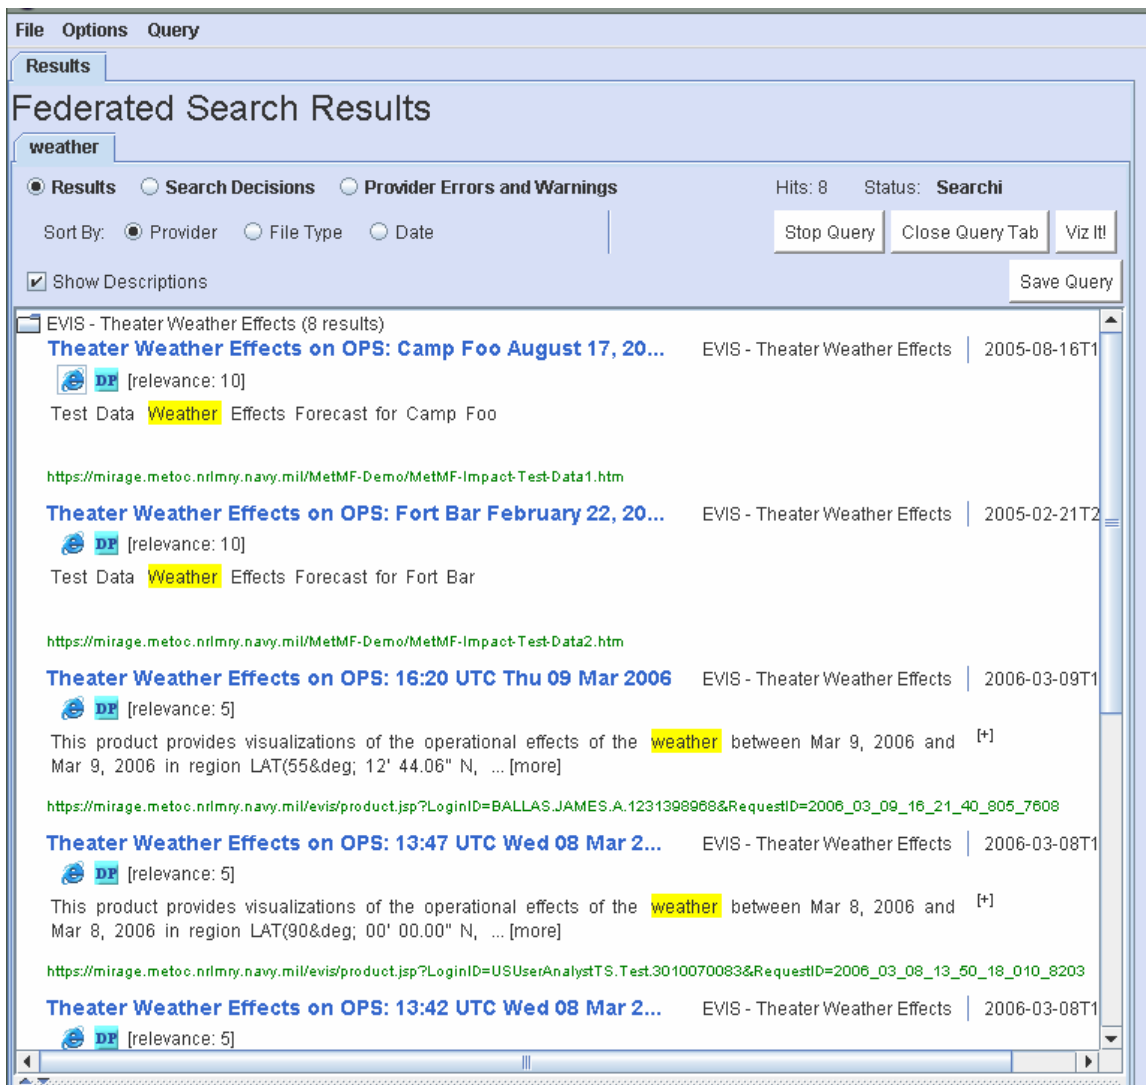 File Options Query
Results
Federated Search Results
weather
Results Search Decisions Provider Errors and Warnings Hits: 8 Status: Searchi
Sort By: Provider File Type Date Stop Query Close Query Tab Viz It!
Show Descriptions Save Query
EVIS - Theater Weather Effects (8 results)
Theater Weather Effects on OPS: Camp Foo August 17, 20... EVIS - Theater Weather Effects 2005-08-16T1
DP [relevance: 10]
Test Data Weather Effects Forecast for Camp Foo
https://mirage.metoc.nrlmry.navy.mil/MetMF-Demo/MetMF-Impact-Test-Data1.htm
Theater Weather Effects on OPS: Fort Bar February 22, 20... EVIS - Theater Weather Effects 2005-02-21T2
DP [relevance: 10]
Test Data Weather Effects Forecast for Fort Bar
https://mirage.metoc.nrlmry.navy.mil/MetMF-Demo/MetMF-Impact-Test-Data2.htm
Theater Weather Effects on OPS: 16:20 UTC Thu 09 Mar 2006 EVIS - Theater Weather Effects 2006-03-09T1
DP [relevance: 5]
This product provides visualizations of the operational effects of the weather between Mar 9, 2006 and [+]
Mar 9, 2006 in region LAT(55&deg; 12' 44.06" N, ... [more]
https://mirage.metoc.nrlmry.navy.mil/evis/product.jsp?LoginID=BALLAS.JAMES.A.1231398968&RequestID=2006_03_09_16_21_40_805_7608
Theater Weather Effects on OPS: 13:47 UTC Wed 08 Mar 2... EVIS - Theater Weather Effects 2006-03-08T1
DP [relevance: 5]
This product provides visualizations of the operational effects of the weather between Mar 8, 2006 and [+]
Mar 8, 2006 in region LAT(90&deg; 00' 00.00" N, ... [more]
https://mirage.metoc.nrlmry.navy.mil/evis/product.jsp?LoginID=USUserAnalystTS.Test.3010070083&RequestID=2006_03_08_13_50_18_010_8203
Theater Weather Effects on OPS: 13:42 UTC Wed 08 Mar 2... EVIS - Theater Weather Effects 2006-03-08T1
DP [relevance: 5]